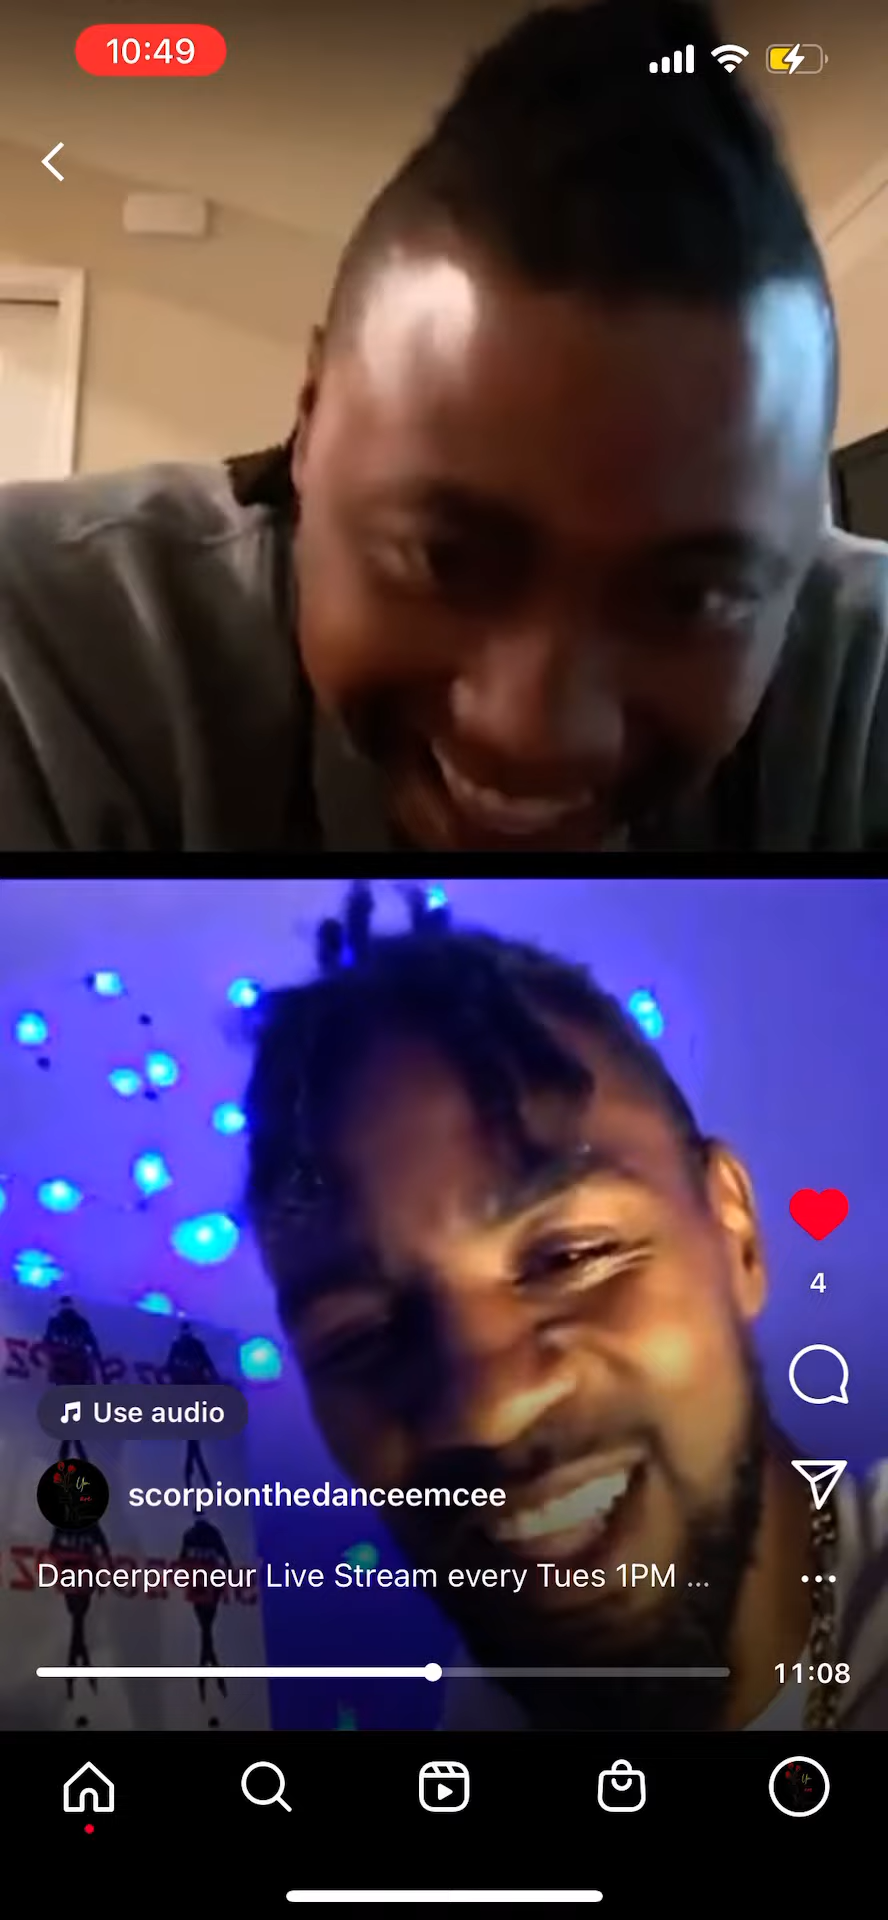 10:49
Use audio
scorpionthedanceemcee
4
Dancerpreneur Live Stream every Tues 1PM ...
11:08